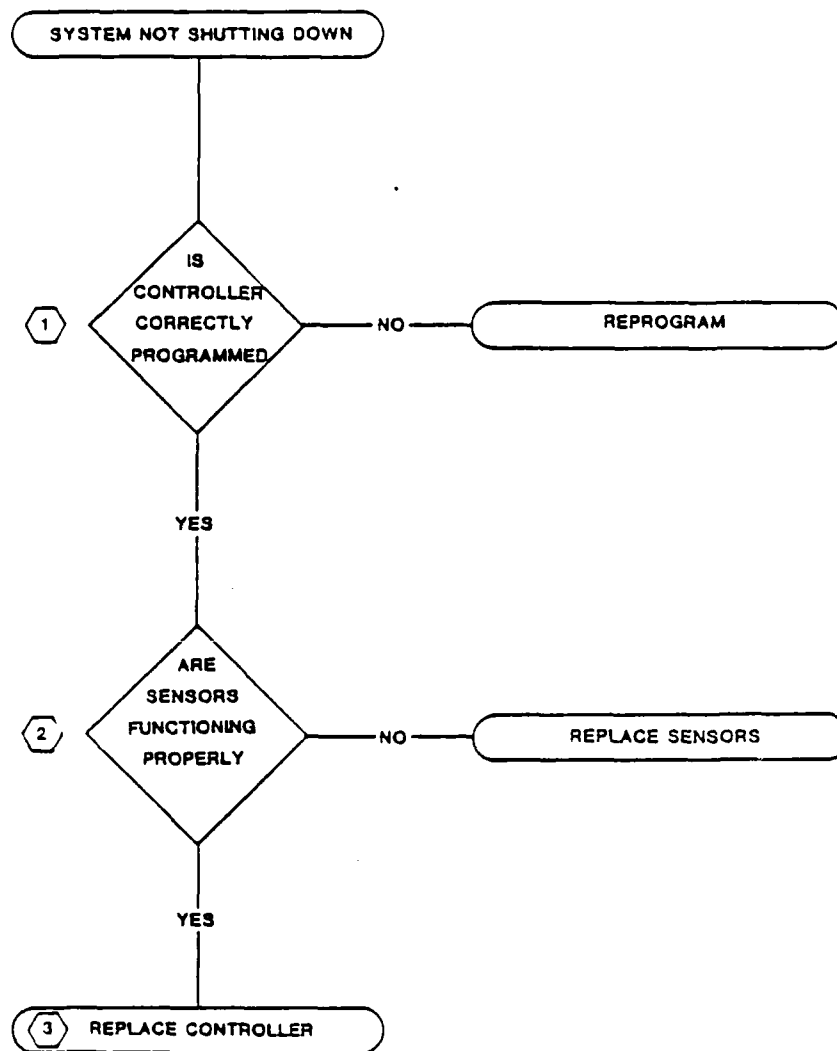 SYSTEM NOT SHUTTING DOWN
1
IS
CONTROLLER
CORRECTLY
PROGRAMMED
NO
REPROGRAM
YES
2
ARE
SENSORS
FUNCTIONING
PROPERLY
NO
REPLACE SENSORS
YES
3 REPLACE CONTROLLER